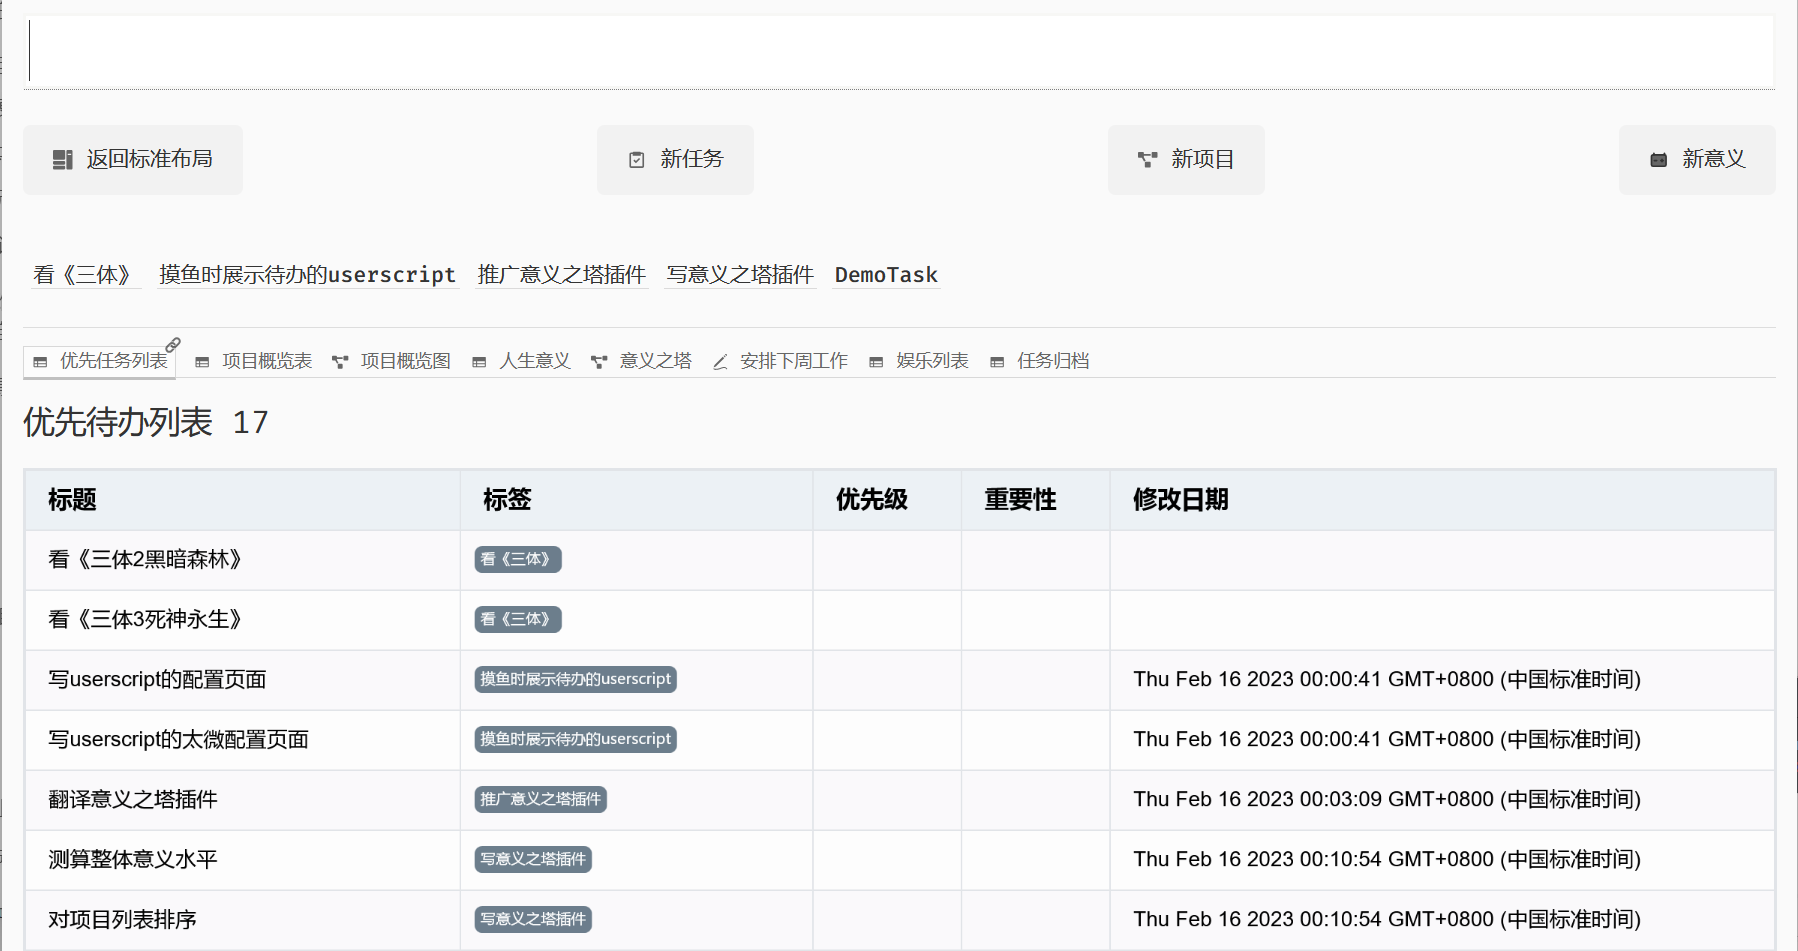 返回标准布局 新任务 新项目 新意义
看《三体》 摸鱼时展示待办的userscript 推广意义之塔插件 写意义之塔插件 DemoTask
优先任务列表 项目概览表 项目概览图 人生意义 意义之塔 安排下周工作 娱乐列表 任务归档
优先待办列表 17
标题 标签 优先级 重要性 修改日期
看《三体2黑暗森林》 看《三体》
看《三体3死神永生》 看《三体》
写userscript的配置页面 摸鱼时展示待办的userscript Thu Feb 16 2023 00:00:41 GMT+0800 (中国标准时间)
写userscript的太微配置页面 摸鱼时展示待办的userscript Thu Feb 16 2023 00:00:41 GMT+0800 (中国标准时间)
翻译意义之塔插件 推广意义之塔插件 Thu Feb 16 2023 00:03:09 GMT+0800 (中国标准时间)
测算整体意义水平 写意义之塔插件 Thu Feb 16 2023 00:10:54 GMT+0800 (中国标准时间)
对项目列表排序 写意义之塔插件 Thu Feb 16 2023 00:10:54 GMT+0800 (中国标准时间)